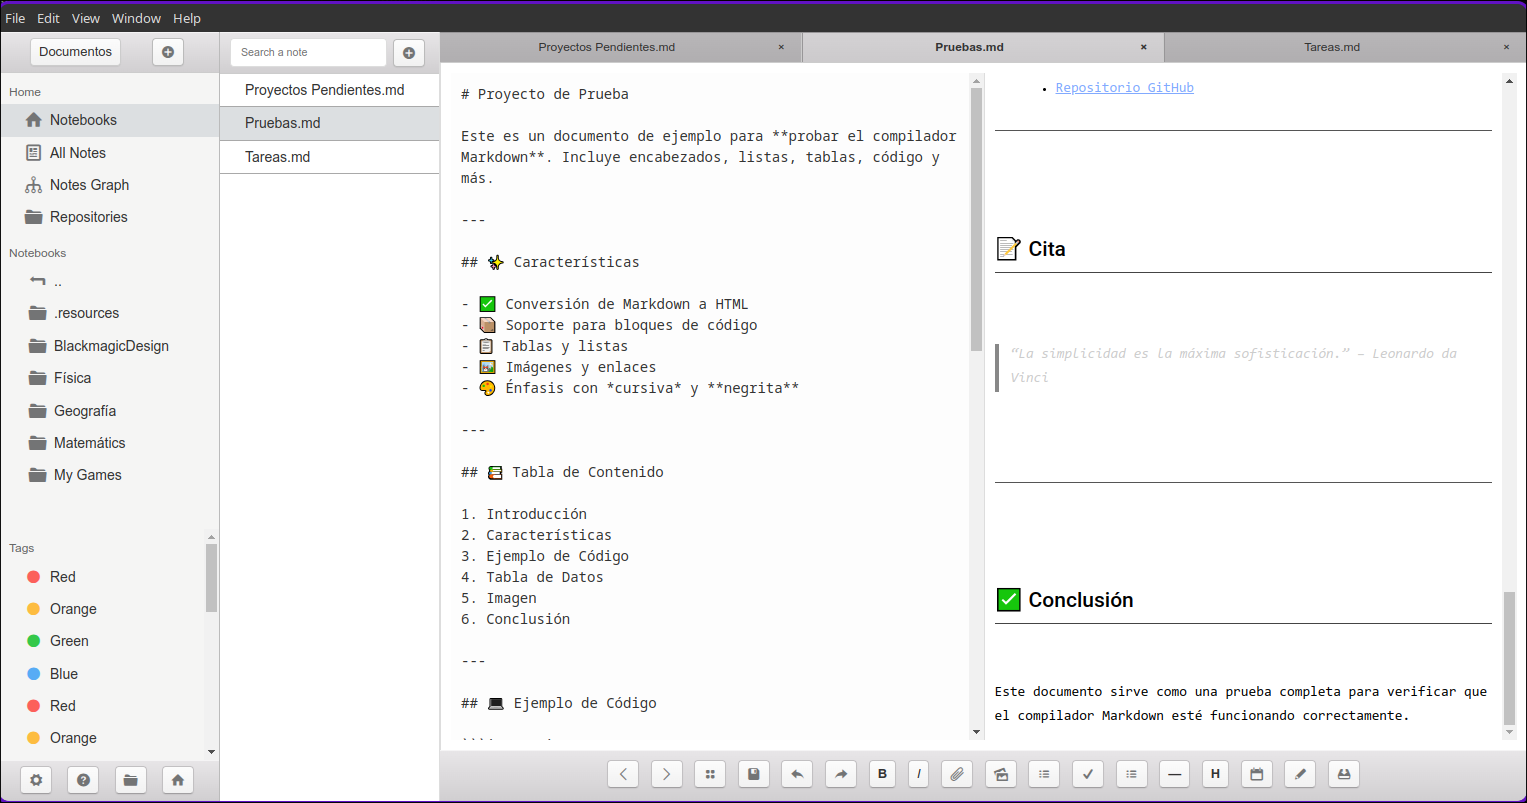 File Edit View Window Help
Documentos
Home
Notebooks
All Notes
Notes Graph
Repositories
Notebooks
..
.resources
BlackmagicDesign
Física
Geografía
Matemátics
My Games
Tags
Red
Orange
Green
Blue
Red
Orange
Search a note
Proyectos Pendientes.md
Pruebas.md
Tareas.md
Proyectos Pendientes.md × Pruebas.md × Tareas.md ×
# Proyecto de Prueba
Este es un documento de ejemplo para **probar el compilador
Markdown**. Incluye encabezados, listas, tablas, código y
más.
---
## ✨ Características
- ✅ Conversión de Markdown a HTML
- 📦 Soporte para bloques de código
- 📋 Tablas y listas
- 🖼️ Imágenes y enlaces
- 🎨 Énfasis con *cursiva* y **negrita**
---
## 📚 Tabla de Contenido
1. Introducción
2. Características
3. Ejemplo de Código
4. Tabla de Datos
5. Imagen
6. Conclusión
---
## 💻 Ejemplo de Código
• Repositorio GitHub
📝 Cita
“La simplicidad es la máxima sofisticación.” — Leonardo da
Vinci
✅ Conclusión
Este documento sirve como una prueba completa para verificar que
el compilador Markdown esté funcionando correctamente.
B I H